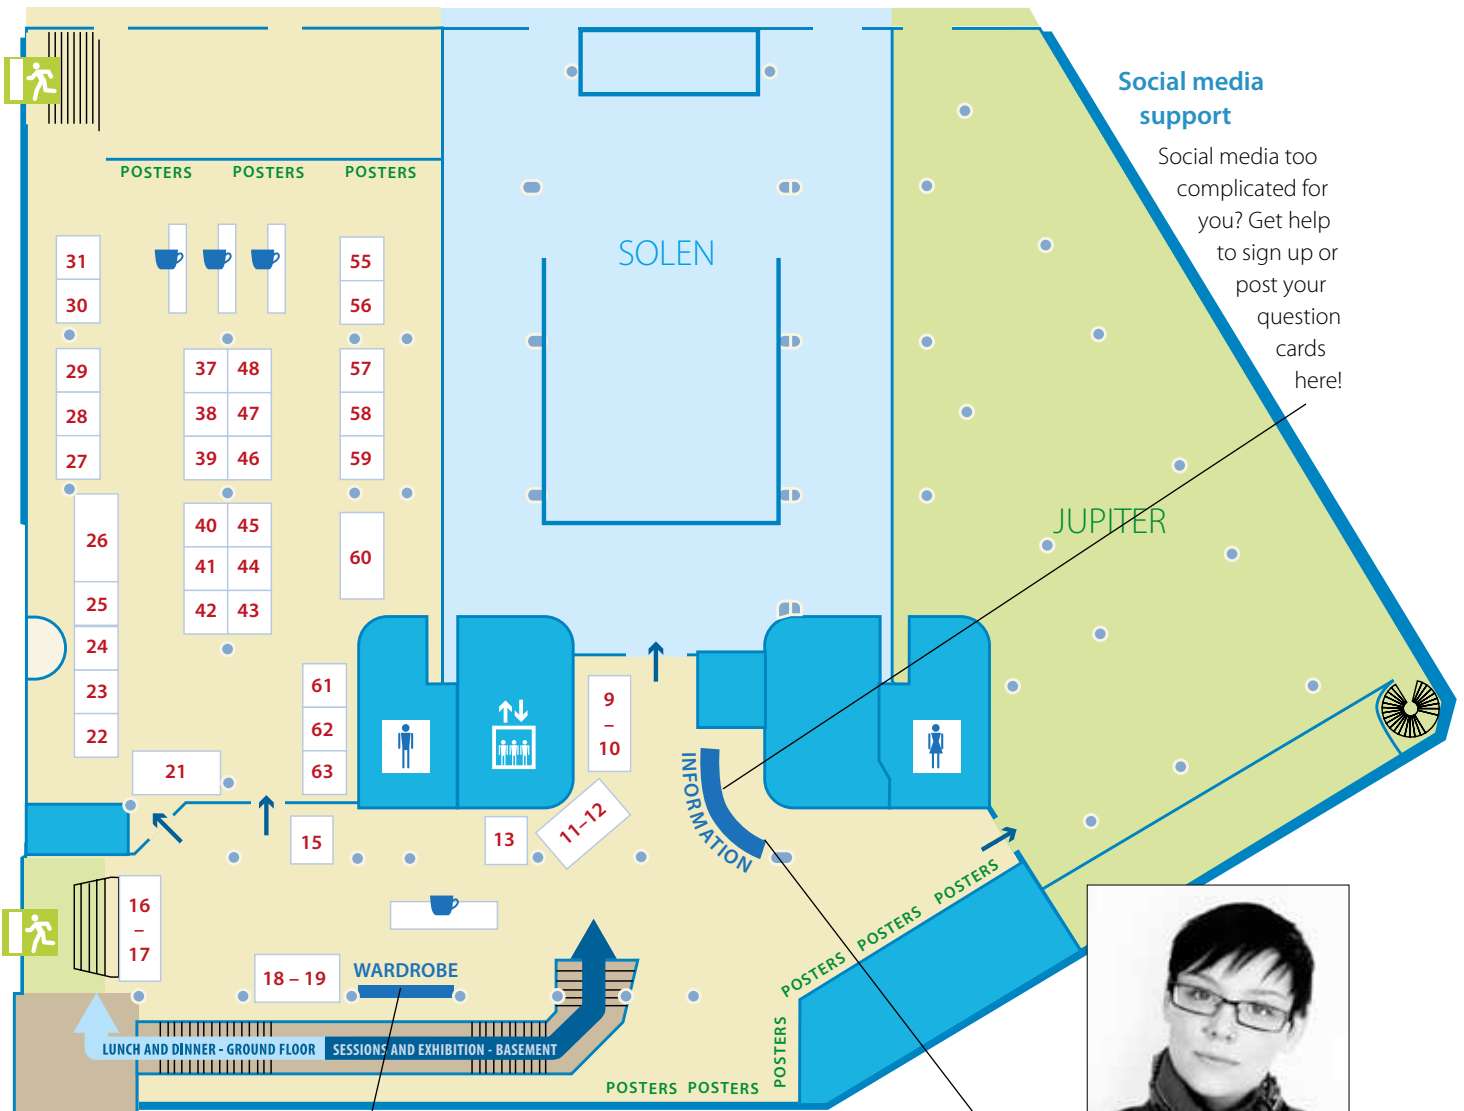 Social media
support
Social media too
complicated for
you? Get help
to sign up or
post your
question
cards
here!
POSTERS POSTERS POSTERS
SOLEN
JUPITER
31
30
29
28
27
26
25
24
23
22
21
37 48
38 47
39 46
40 45
41 44
42 43
55
56
57
58
59
60
61
62
63
9
–
10
11–12
13
15
16
–
17
18 – 19
INFORMATION
WARDROBE
POSTERS POSTERS POSTERS
POSTERS
POSTERS POSTERS
LUNCH AND DINNER - GROUND FLOOR
SESSIONS AND EXHIBITION - BASEMENT